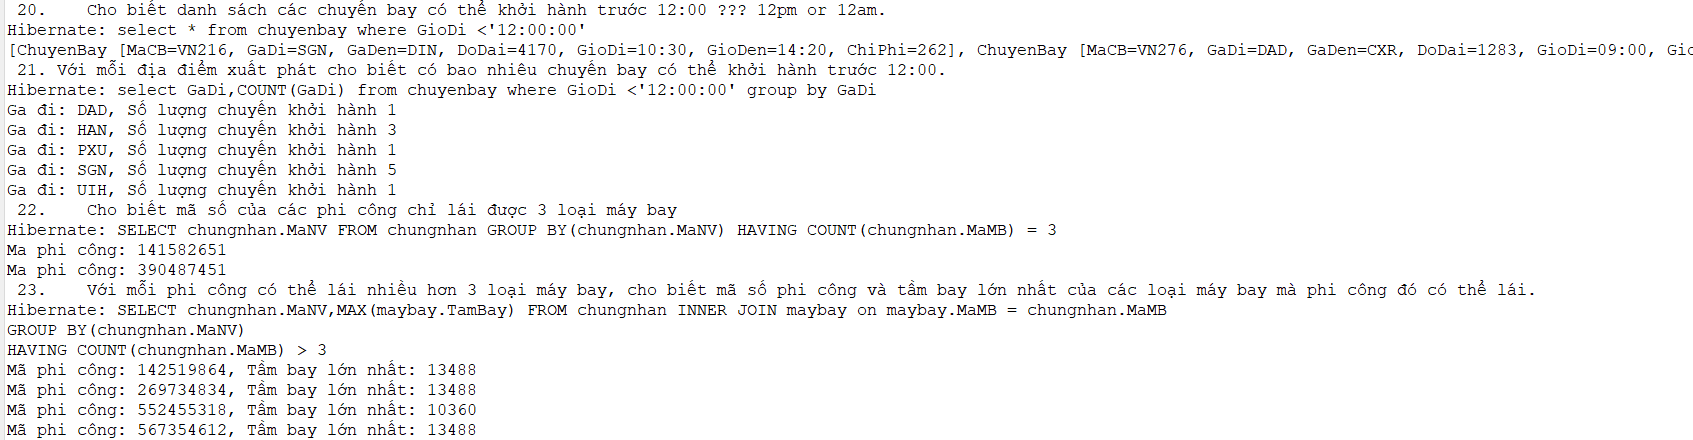 20.    Cho biết danh sách các chuyến bay có thể khởi hành trước 12:00 ??? 12pm or 12am.
Hibernate: select * from chuyenbay where GioDi <'12:00:00'
[ChuyenBay [MaCB=VN216, GaDi=SGN, GaDen=DIN, DoDai=4170, GioDi=10:30, GioDen=14:20, ChiPhi=262], ChuyenBay [MaCB=VN276, GaDi=DAD, GaDen=CXR, DoDai=1283, GioDi=09:00, Gio
21. Với mỗi địa điểm xuất phát cho biết có bao nhiêu chuyến bay có thể khởi hành trước 12:00.
Hibernate: select GaDi,COUNT(GaDi) from chuyenbay where GioDi <'12:00:00' group by GaDi
Ga đi: DAD, Số lượng chuyến khởi hành 1
Ga đi: HAN, Số lượng chuyến khởi hành 3
Ga đi: PXU, Số lượng chuyến khởi hành 1
Ga đi: SGN, Số lượng chuyến khởi hành 5
Ga đi: UIH, Số lượng chuyến khởi hành 1
22.    Cho biết mã số của các phi công chỉ lái được 3 loại máy bay
Hibernate: SELECT chungnhan.MaNV FROM chungnhan GROUP BY(chungnhan.MaNV) HAVING COUNT(chungnhan.MaMB) = 3
Ma phi công: 141582651
Ma phi công: 390487451
23.    Với mỗi phi công có thể lái nhiều hơn 3 loại máy bay, cho biết mã số phi công và tầm bay lớn nhất của các loại máy bay mà phi công đó có thể lái.
Hibernate: SELECT chungnhan.MaNV,MAX(maybay.TamBay) FROM chungnhan INNER JOIN maybay on maybay.MaMB = chungnhan.MaMB
GROUP BY(chungnhan.MaNV)
HAVING COUNT(chungnhan.MaMB) > 3
Mã phi công: 142519864, Tầm bay lớn nhất: 13488
Mã phi công: 269734834, Tầm bay lớn nhất: 13488
Mã phi công: 552455318, Tầm bay lớn nhất: 10360
Mã phi công: 567354612, Tầm bay lớn nhất: 13488